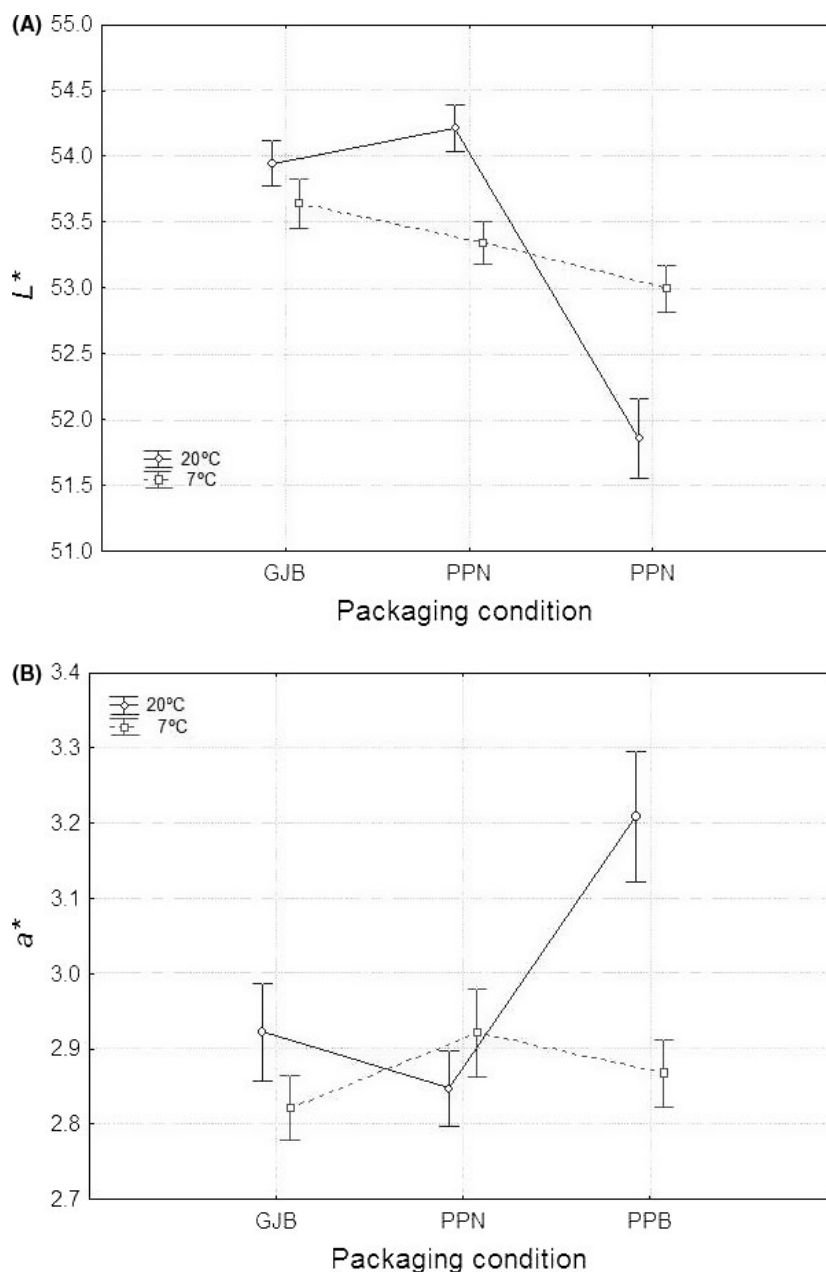 (A)
55.0
54.5
54.0
53.5
53.0
52.5
52.0
51.5
51.0
L*
20ºC
7ºC
GJB PPN PPN
Packaging condition
(B)
3.4
3.3
3.2
3.1
3.0
2.9
2.8
2.7
a*
20ºC
7ºC
GJB PPN PPB
Packaging condition